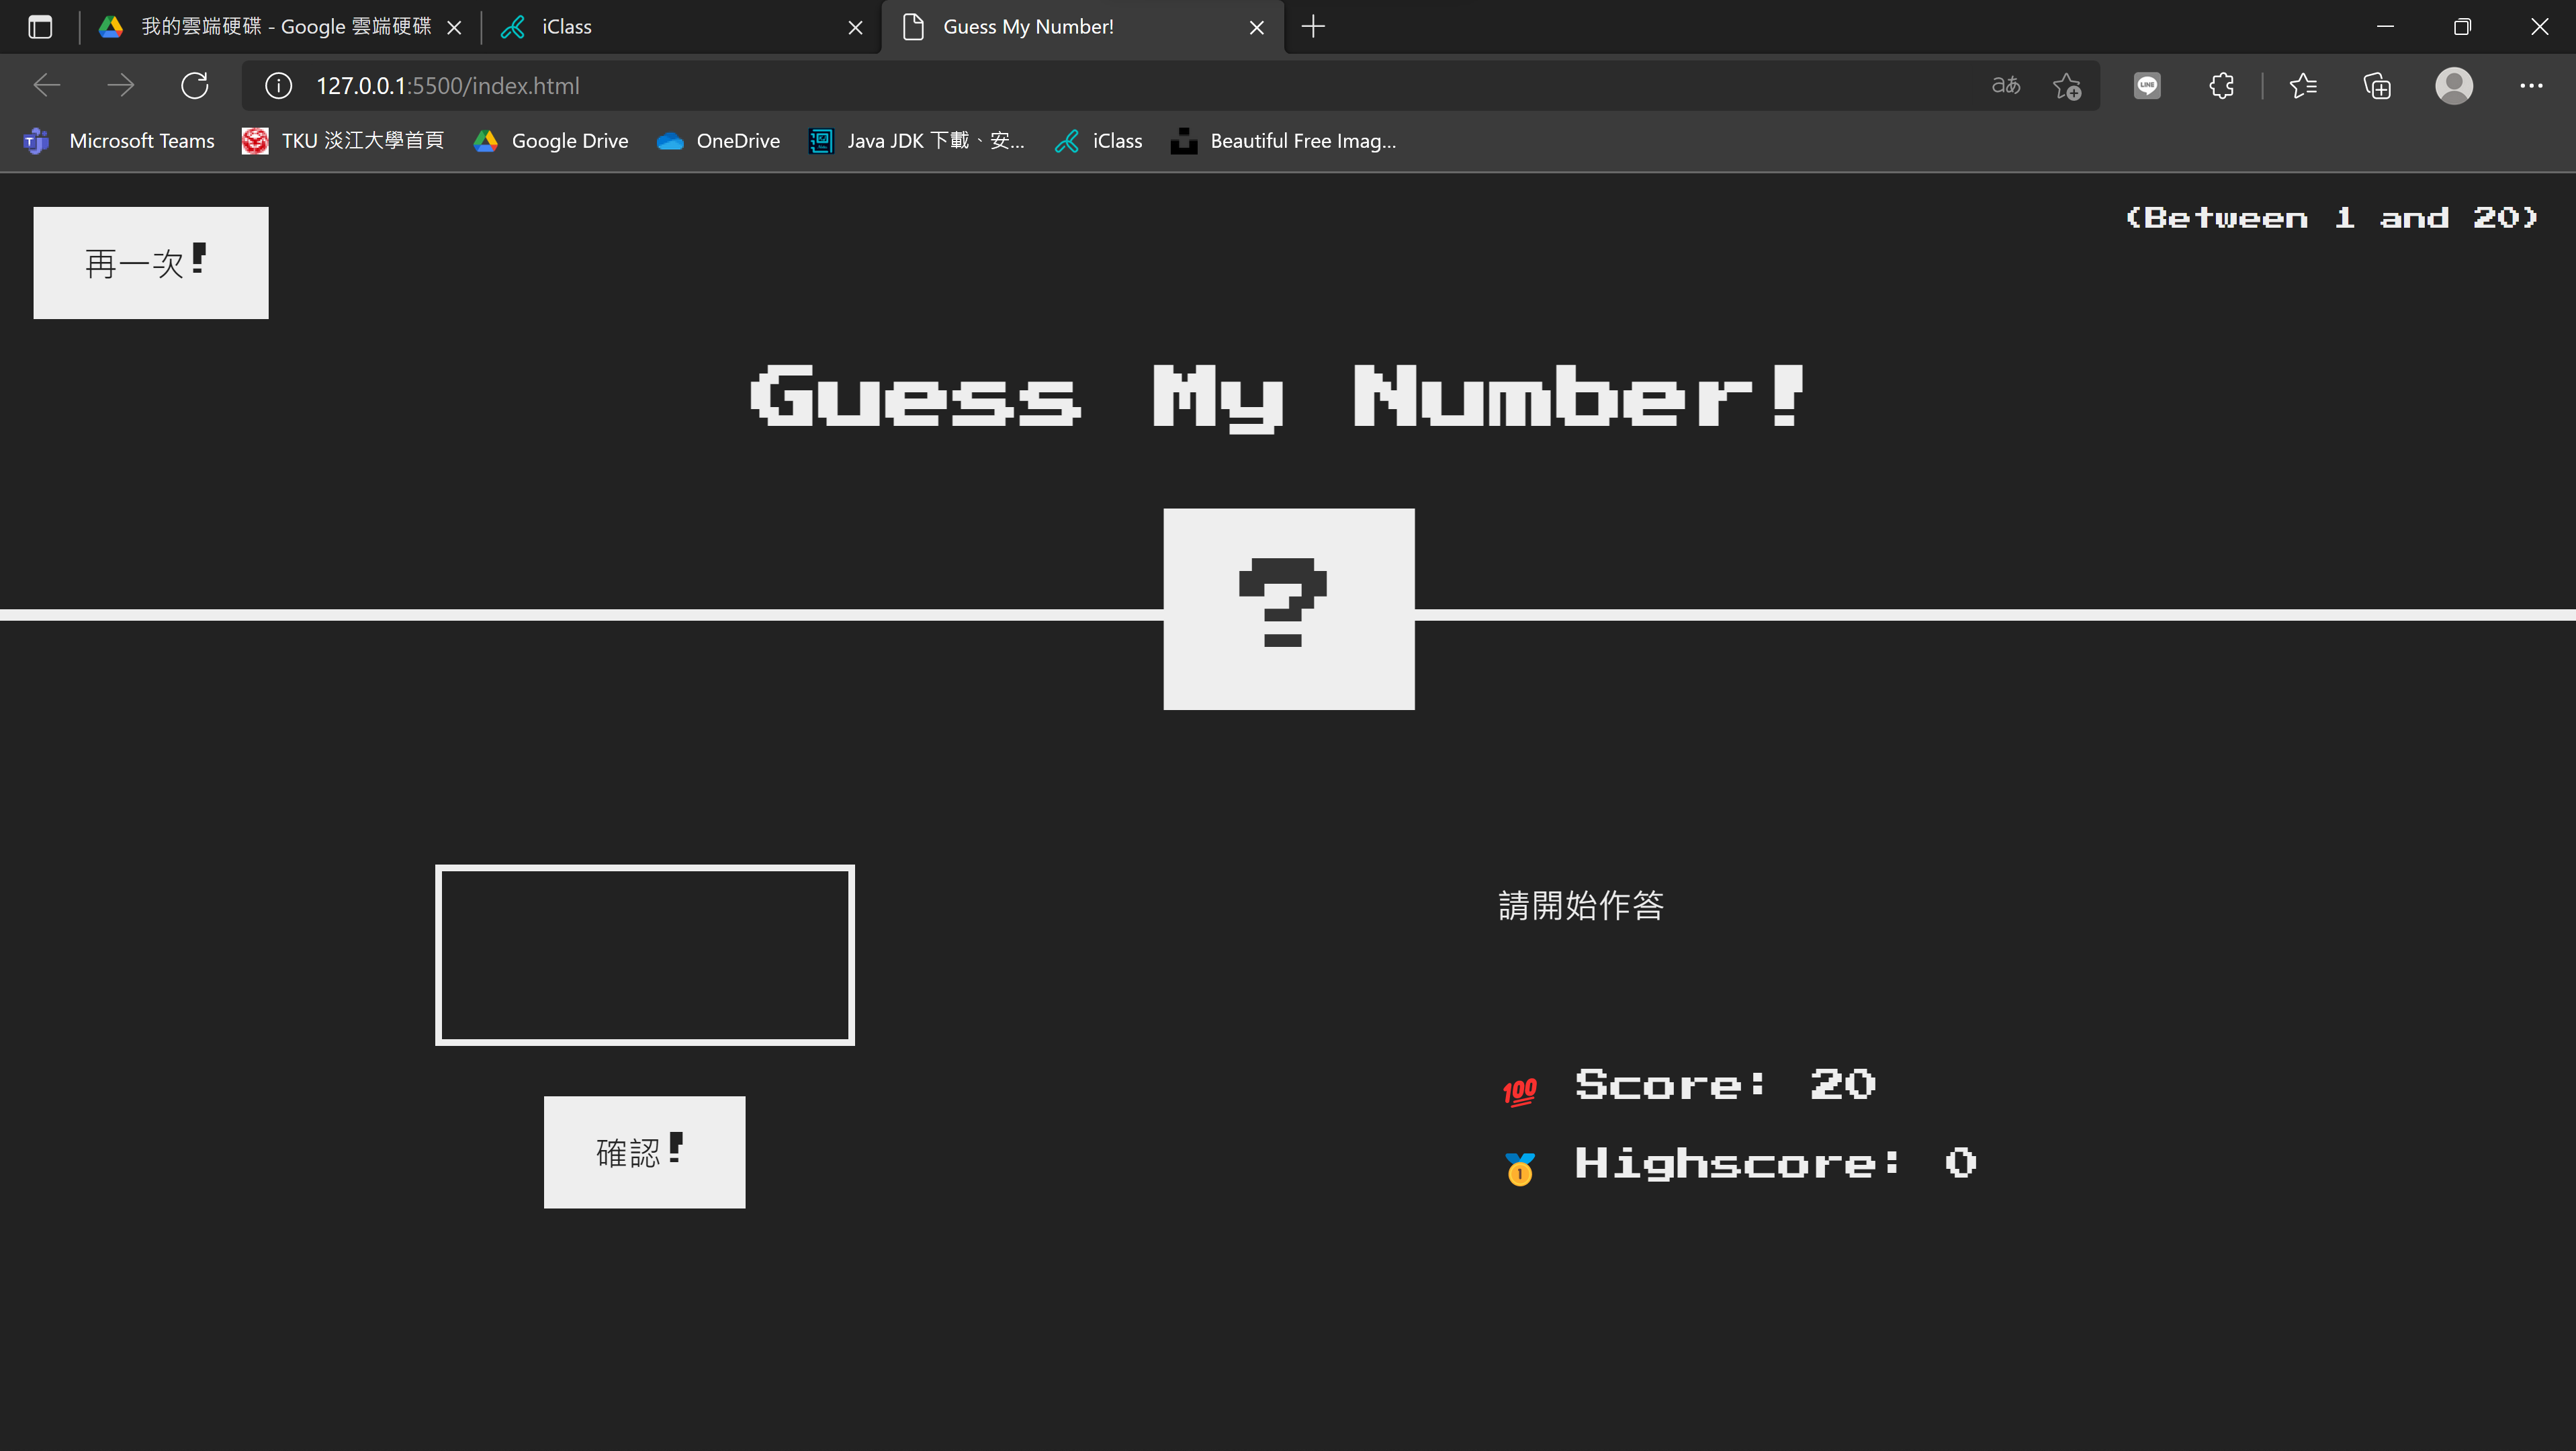 我的雲端硬碟 - Google 雲端硬碟
iClass
Guess My Number!
127.0.0.1:5500/index.html
aあ
LINE
Microsoft Teams
TKU 淡江大學首頁
Google Drive
OneDrive
Java JDK 下載、安...
iClass
Beautiful Free Imag...
再一次!
(Between 1 and 20)
Guess My Number!
?
請開始作答
💯 Score: 20
確認!
🥇 Highscore: 0